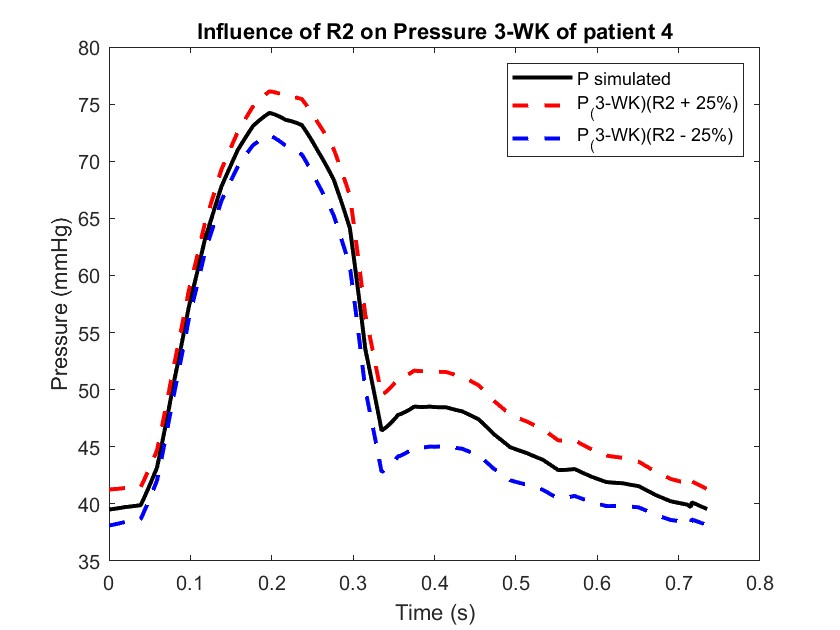 Influence of R2 on Pressure 3-WK of patient 4
80
75
70
65
60
55
50
45
40
35
Pressure (mmHg)
P simulated
P_(3-WK)(R2 + 25%)
P_(3-WK)(R2 - 25%)
0 0.1 0.2 0.3 0.4 0.5 0.6 0.7 0.8
Time (s)